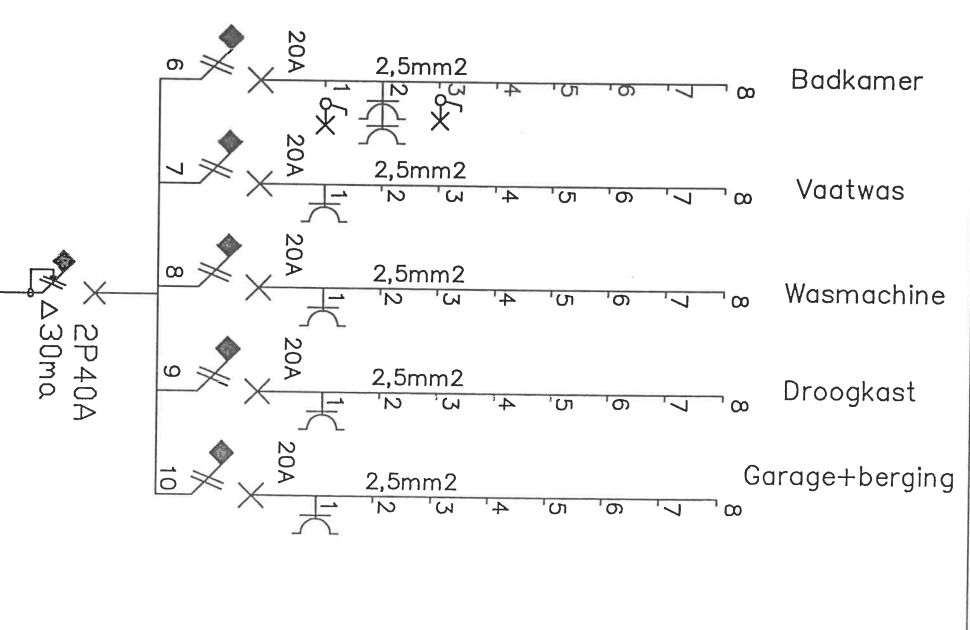 6 20A 2,5mm2 Badkamer
1 2 3 4 5 6 7 8
7 20A 2,5mm2 Vaatwas
1 2 3 4 5 6 7 8
8 20A 2,5mm2 Wasmachine
1 2 3 4 5 6 7 8
2P40A
Δ30ma
9 20A 2,5mm2 Droogkast
1 2 3 4 5 6 7 8
10 20A 2,5mm2 Garage+berging
1 2 3 4 5 6 7 8